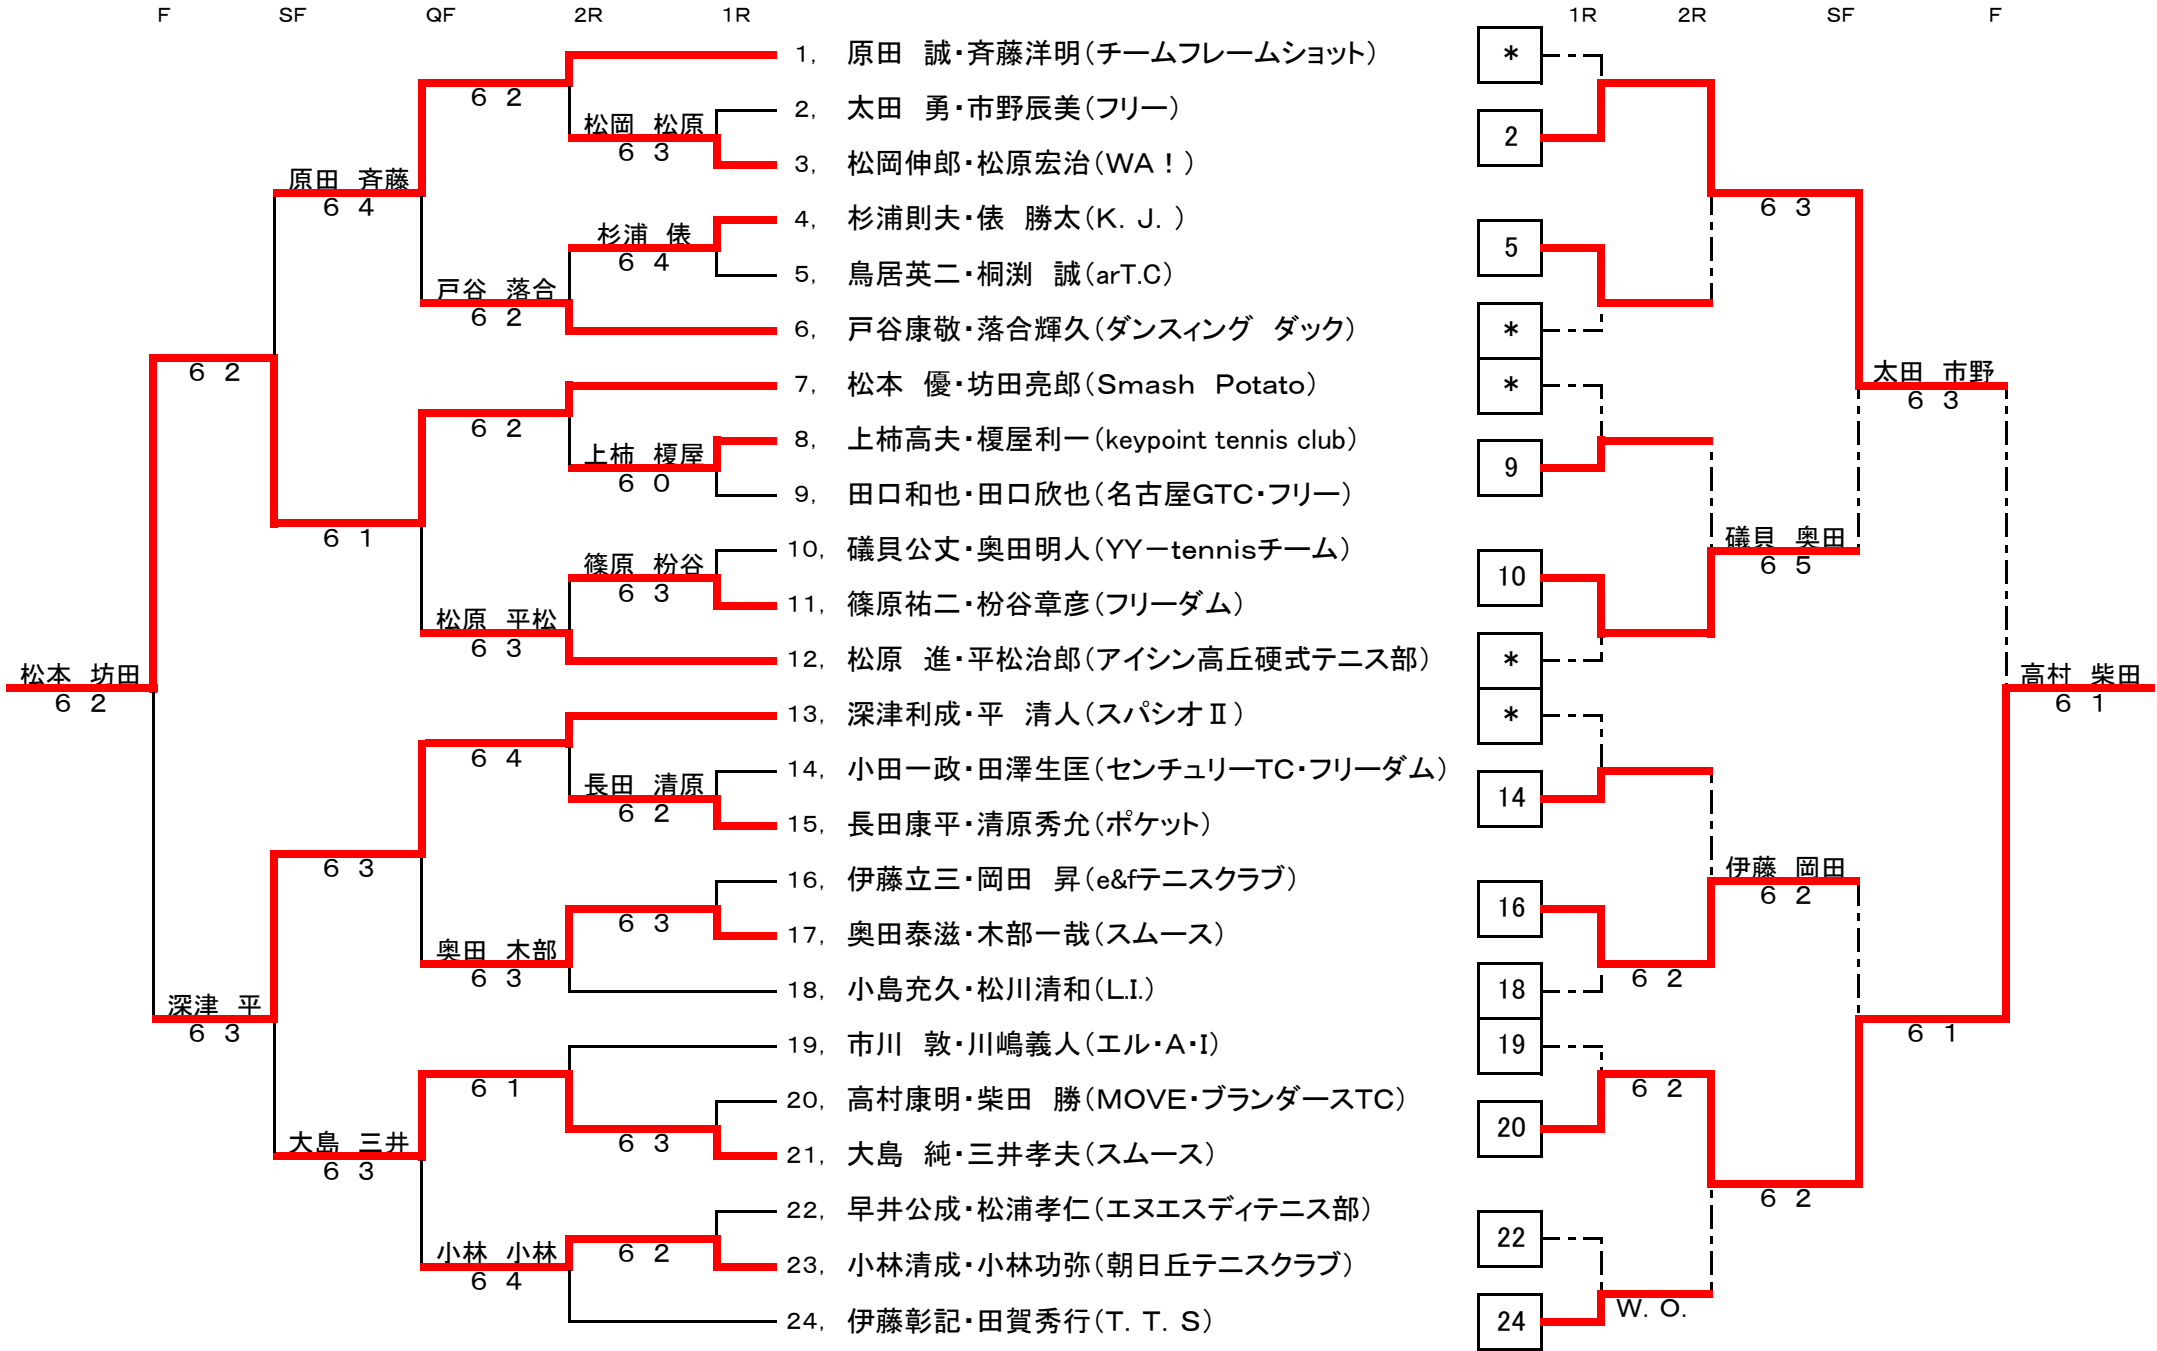 F SF QF 2R 1R 1R 2R SF F
1, 原田 誠・斉藤洋明(チームフレームショット) *
6 2
2, 太田 勇・市野辰美(フリー)
松岡 松原 2
6 3
3, 松岡伸郎・松原宏治(WA!)
原田 斉藤
6 4 6 3
4, 杉浦則夫・俵 勝太(K.J.)
杉浦 俵 5
6 4
5, 鳥居英二・桐渕 誠(arT.C)
戸谷 落合
6 2
6, 戸谷康敬・落合輝久(ダンスィング ダック) *
6 2
7, 松本 優・坊田亮郎(Smash Potato) *
太田 市野
6 3
6 2
8, 上柿高夫・榎屋利一(keypoint tennis club)
上柿 榎屋 9
6 0
9, 田口和也・田口欣也(名古屋GTC・フリー)
6 1
礒貝 奥田
6 5
10, 礒貝公丈・奥田明人(YY-tennisチーム)
篠原 枌谷 10
6 3
11, 篠原祐二・枌谷章彦(フリーダム)
松原 平松
6 3
12, 松原 進・平松治郎(アイシン高丘硬式テニス部) *
松本 坊田 高村 柴田
6 2 6 1
13, 深津利成・平 清人(スパシオⅡ) *
6 4
14, 小田一政・田澤生匡(センチュリーTC・フリーダム)
長田 清原 14
6 2
15, 長田康平・清原秀允(ポケット)
6 3
伊藤 岡田
6 2
16, 伊藤立三・岡田 昇(e&fテニスクラブ)
6 3 16
17, 奥田泰滋・木部一哉(スムース)
奥田 木部
6 3 6 2
18, 小島充久・松川清和(L.I.) 18
深津 平
6 3 6 1
19, 市川 敦・川嶋義人(エル・A・I) 19
6 1 6 2
20, 高村康明・柴田 勝(MOVE・ブランダースTC)
6 3 20
21, 大島 純・三井孝夫(スムース)
大島 三井
6 3 6 2
22, 早井公成・松浦孝仁(エヌエスディテニス部)
6 2 22
23, 小林清成・小林功弥(朝日丘テニスクラブ)
小林 小林
6 4 W.O.
24, 伊藤彰記・田賀秀行(T.T.S) 24